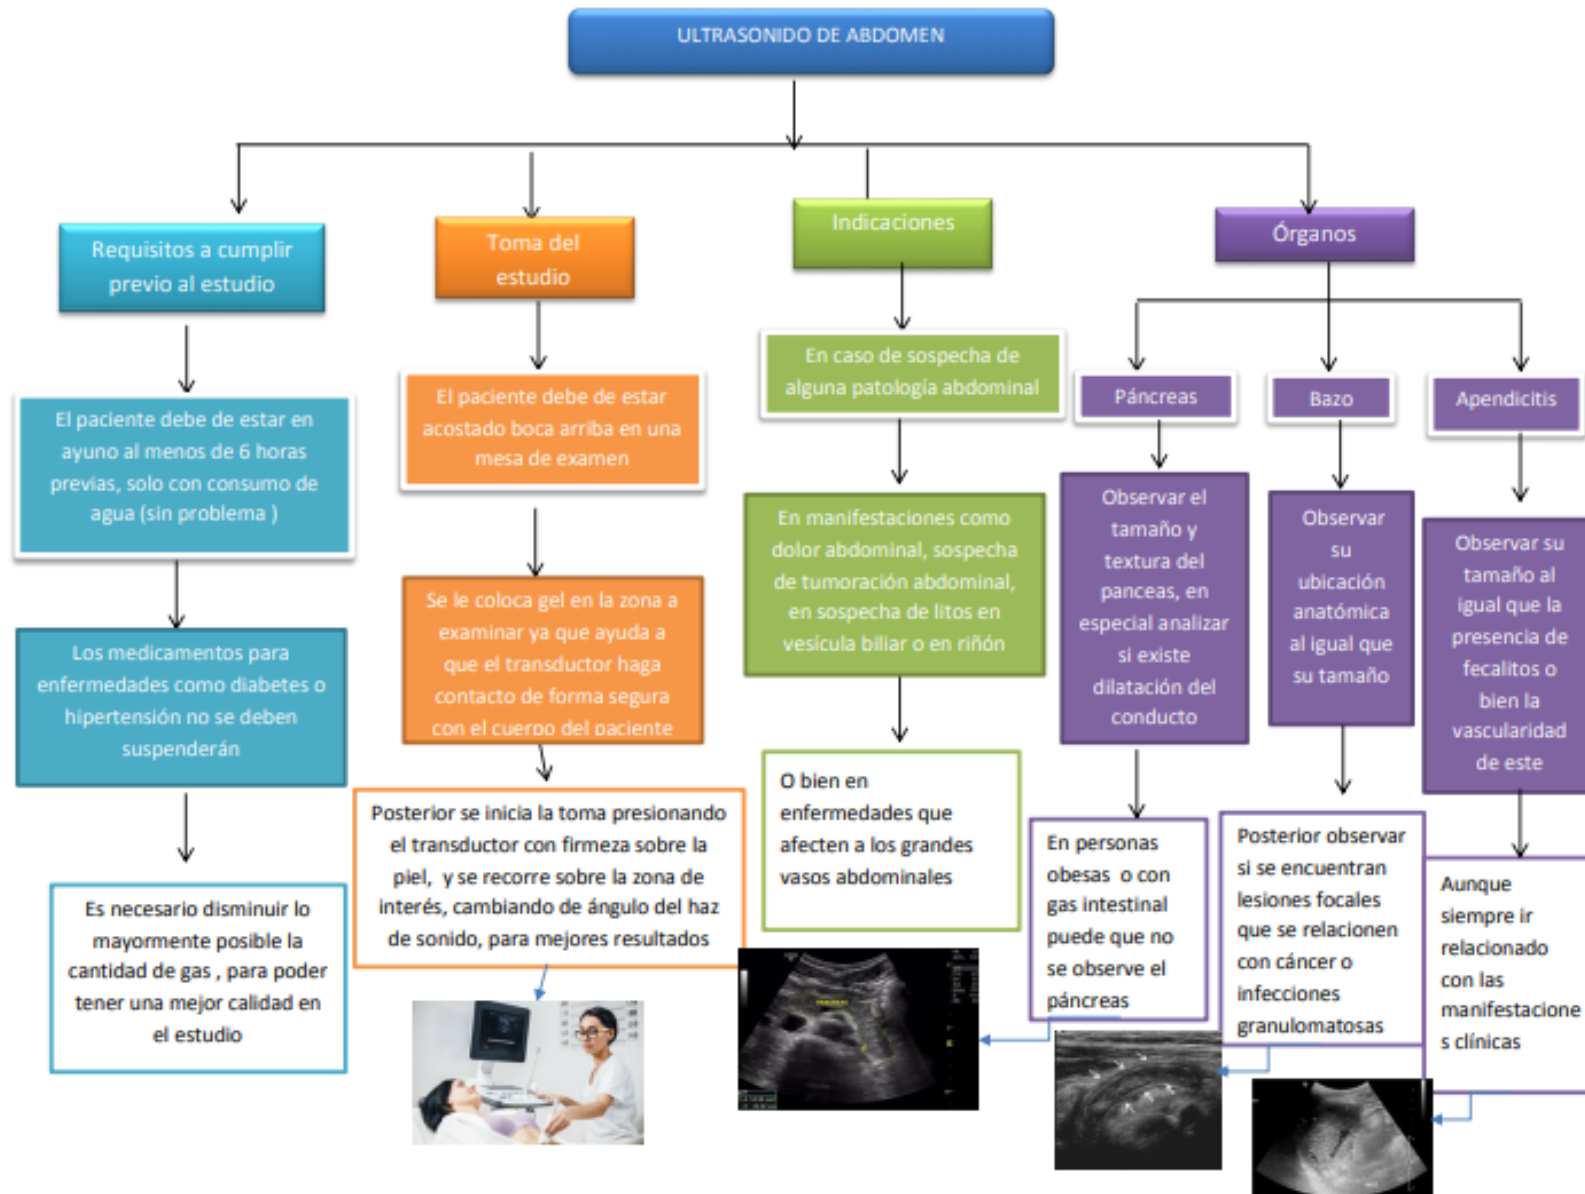 ULTRASONIDO DE ABDOMEN
Requisitos a cumplir
previo al estudio
El paciente debe de estar en
ayuno al menos de 6 horas
previas, solo con consumo de
agua (sin problema )
Los medicamentos para
enfermedades como diabetes o
hipertensión no se deben
suspenderán
Es necesario disminuir lo
mayormente posible la
cantidad de gas , para poder
tener una mejor calidad en
el estudio
Toma del
estudio
El paciente debe de estar
acostado boca arriba en una
mesa de examen
Se le coloca gel en la zona a
examinar ya que ayuda a
que el transductor haga
contacto de forma segura
con el cuerpo del paciente
Posterior se inicia la toma presionando
el transductor con firmeza sobre la
piel, y se recorre sobre la zona de
interés, cambiando de ángulo del haz
de sonido, para mejores resultados
Indicaciones
En caso de sospecha de
alguna patología abdominal
En manifestaciones como
dolor abdominal, sospecha
de tumoración abdominal,
en sospecha de litos en
vesícula biliar o en riñón
O bien en
enfermedades que
afecten a los grandes
vasos abdominales
Órganos
Páncreas
Observar el
tamaño y
textura del
panceas, en
especial analizar
si existe
dilatación del
conducto
En personas
obesas o con
gas intestinal
puede que no
se observe el
páncreas
Bazo
Observar
su
ubicación
anatómica
al igual que
su tamaño
Posterior observar
si se encuentran
lesiones focales
que se relacionen
con cáncer o
infecciones
granulomatosas
Apendicitis
Observar su
tamaño al
igual que la
presencia de
fecalitos o
bien la
vascularidad
de este
Aunque
siempre ir
relacionado
con las
manifestacione
s clínicas